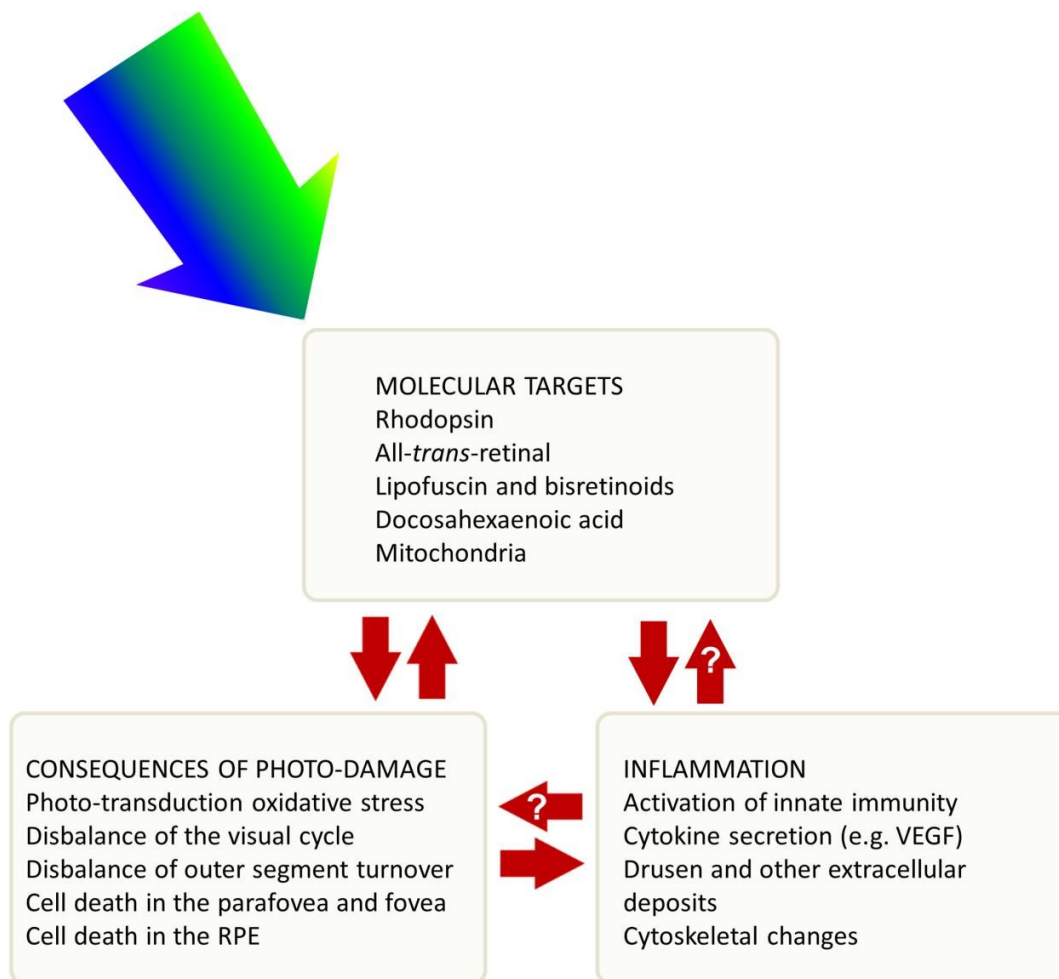 MOLECULAR TARGETS
Rhodopsin
All-trans-retinal
Lipofuscin and bisretinoids
Docosahexaenoic acid
Mitochondria
?
CONSEQUENCES OF PHOTO-DAMAGE
Photo-transduction oxidative stress
Disbalance of the visual cycle
Disbalance of outer segment turnover
Cell death in the parafovea and fovea
Cell death in the RPE
?
INFLAMMATION
Activation of innate immunity
Cytokine secretion (e.g. VEGF)
Drusen and other extracellular
deposits
Cytoskeletal changes